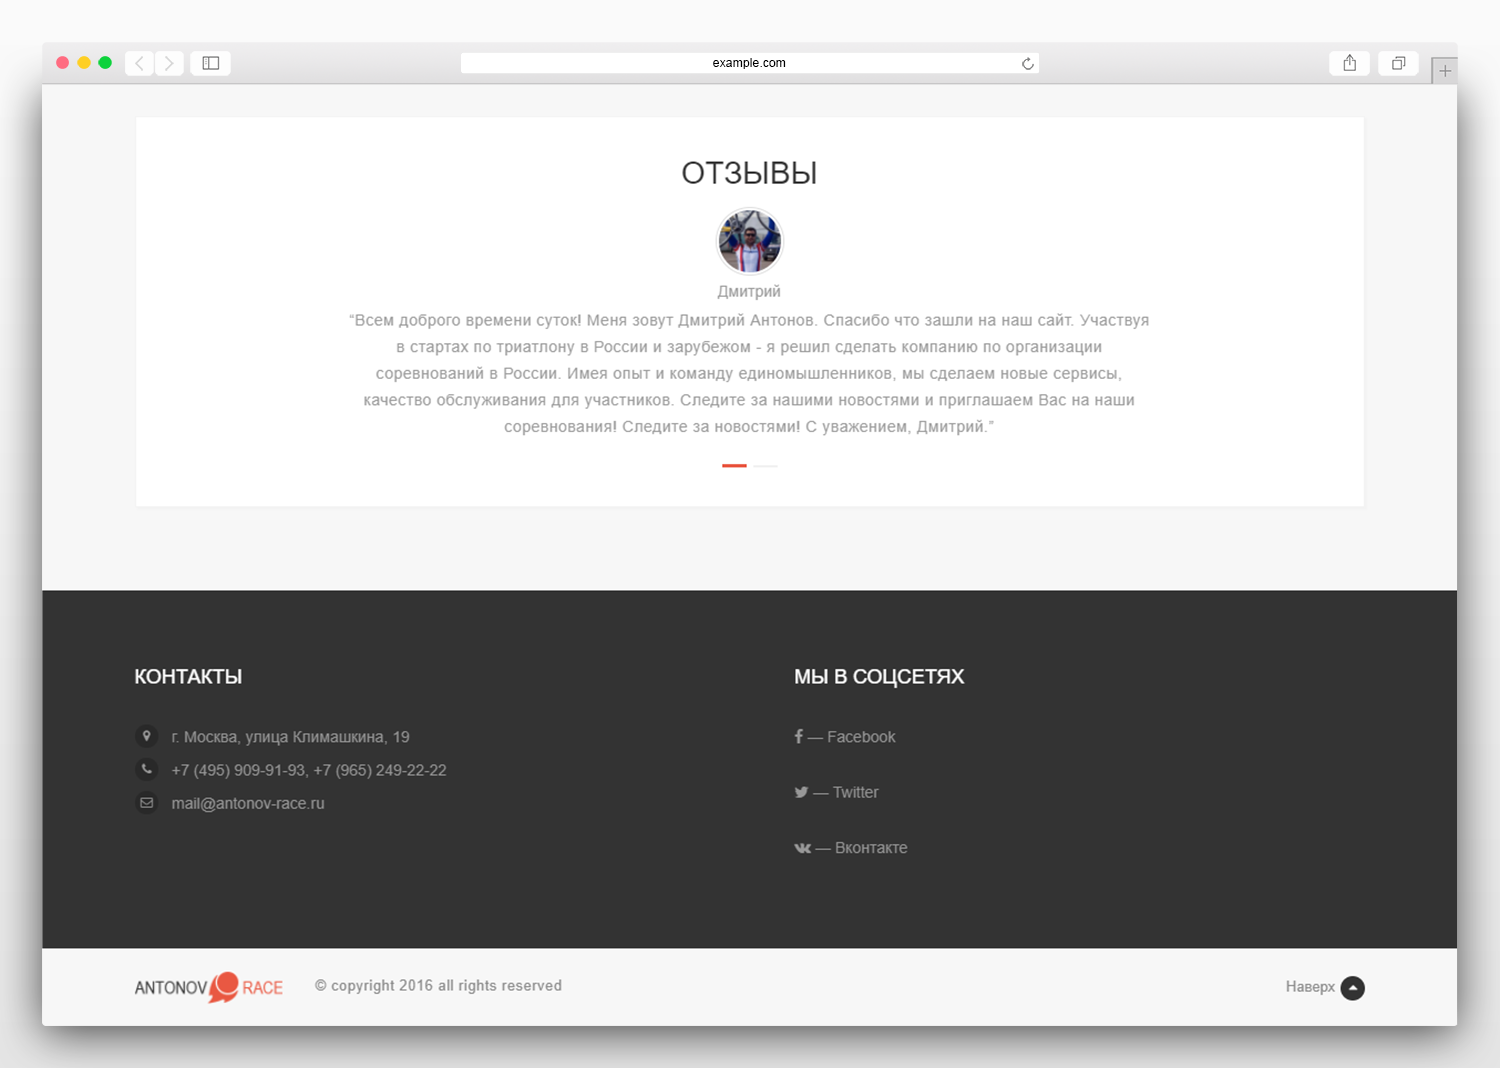 example.com
ОТЗЫВЫ
Дмитрий
“Всем доброго времени суток! Меня зовут Дмитрий Антонов. Спасибо что зашли на наш сайт. Участвуя
в стартах по триатлону в России и зарубежом - я решил сделать компанию по организации
соревнований в России. Имея опыт и команду единомышленников, мы сделаем новые сервисы,
качество обслуживания для участников. Следите за нашими новостями и приглашаем Вас на наши
соревнования! Следите за новостями! С уважением, Дмитрий.”
КОНТАКТЫ
г. Москва, улица Климашкина, 19
+7 (495) 909-91-93, +7 (965) 249-22-22
mail@antonov-race.ru
МЫ В СОЦСЕТЯХ
— Facebook
— Twitter
— Вконтакте
ANTONOV RACE
© copyright 2016 all rights reserved
Наверх